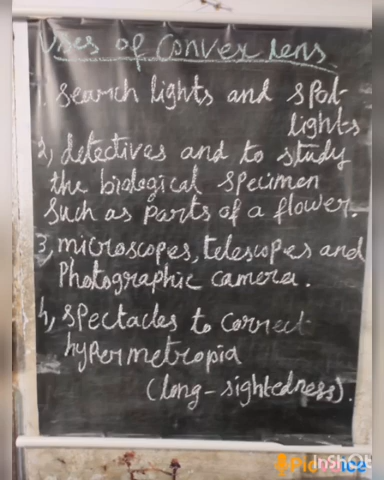 Uses of convex lens
1. Search lights and spot-
lights
2, detectives and to study
the biological specimen
such as parts of a flower.
3, microscopes, telescopes and
Photographic camera.
4, spectacles to correct
hypermetropia
(long-sightedness).
InShOt